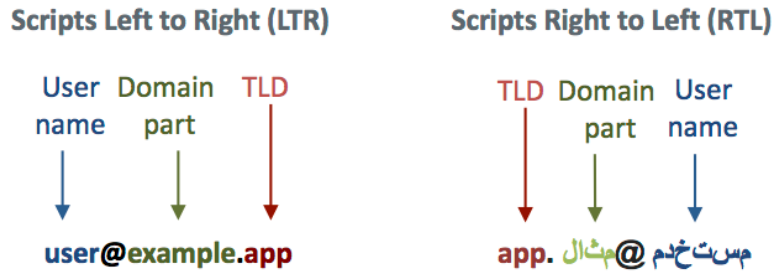 Scripts Left to Right (LTR)
User name
Domain part
TLD
user@example.app
Scripts Right to Left (RTL)
TLD
Domain part
User name
app. مثال@ مستخدم